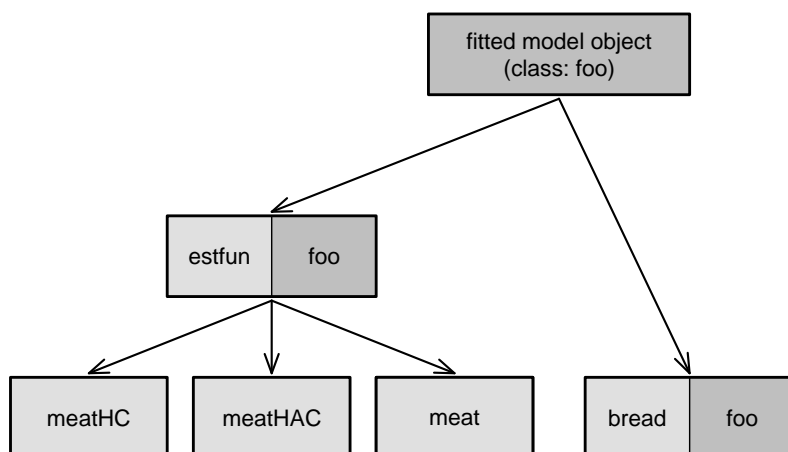 fitted model object
(class: foo)
estfun foo
meatHC meatHAC meat bread foo